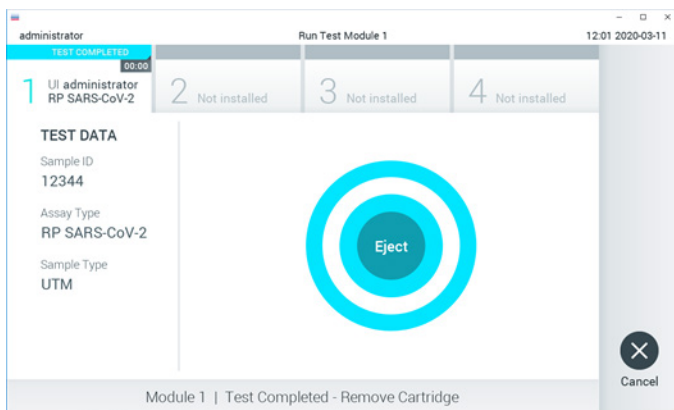 administrator Run Test Module 1 12:01 2020-03-11
TEST COMPLETED
00:00
1 UI administrator
RP SARS-CoV-2
2 Not installed
3 Not installed
4 Not installed
TEST DATA
Sample ID
12344
Assay Type
RP SARS-CoV-2
Sample Type
UTM
Eject
Cancel
Module 1 | Test Completed - Remove Cartridge